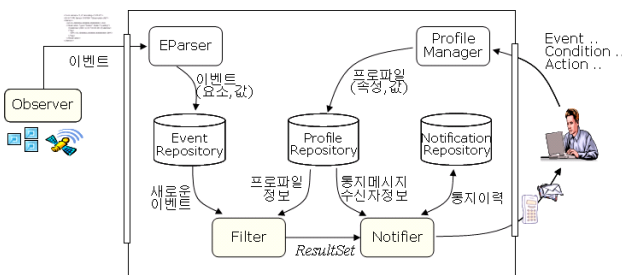 이벤트
EParser
Profile
Manager
Event ..
Condition ..
Action ..
Observer
이벤트
(요소,값)
프로파일
(속성,값)
Event
Repository
Profile
Repository
Notification
Repository
새로운
이벤트
프로파일
정보
통지메시지
수신자정보
통지이력
Filter
ResultSet
Notifier